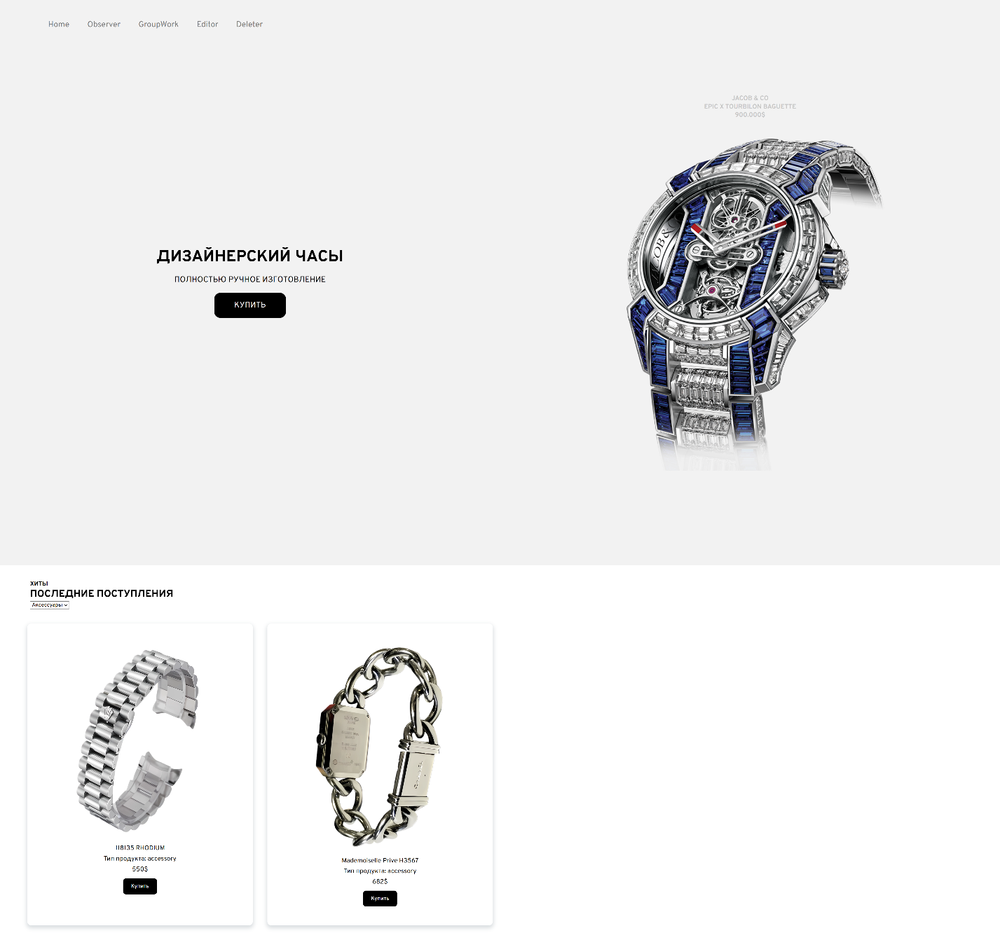 Home Observer GroupWork Editor Deleter
JACOB & CO
EPIC X TOURBILON BAGUETTE
900.000$
ДИЗАЙНЕРСКИЙ ЧАСЫ
ПОЛНОСТЬЮ РУЧНОЕ ИЗГОТОВЛЕНИЕ
КУПИТЬ
ХИТЫ
ПОСЛЕДНИЕ ПОСТУПЛЕНИЯ
Аксессуары
118135 RHODIUM
Тип продукта: accessory
550$
Купить
Mademoiselle Prive H3567
Тип продукта: accessory
682$
Купить